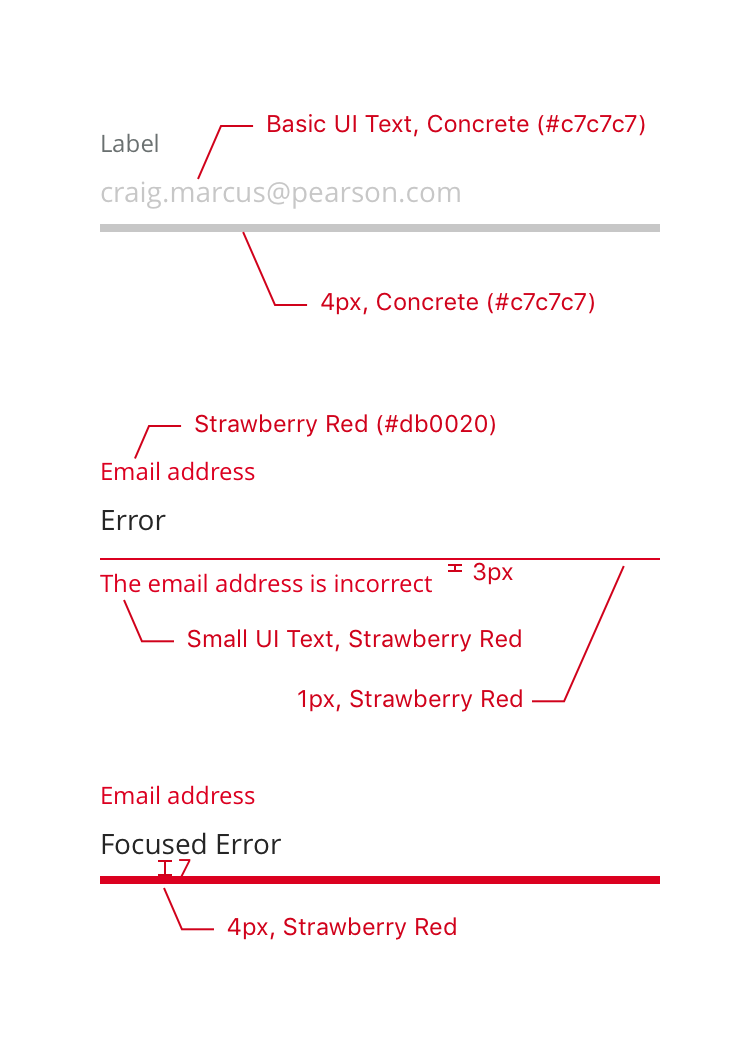 Basic UI Text, Concrete (#c7c7c7)
Label
craig.marcus@pearson.com
4px, Concrete (#c7c7c7)
Strawberry Red (#db0020)
Email address
Error
3px
The email address is incorrect
Small UI Text, Strawberry Red
1px, Strawberry Red
Email address
Focused Error
7
4px, Strawberry Red